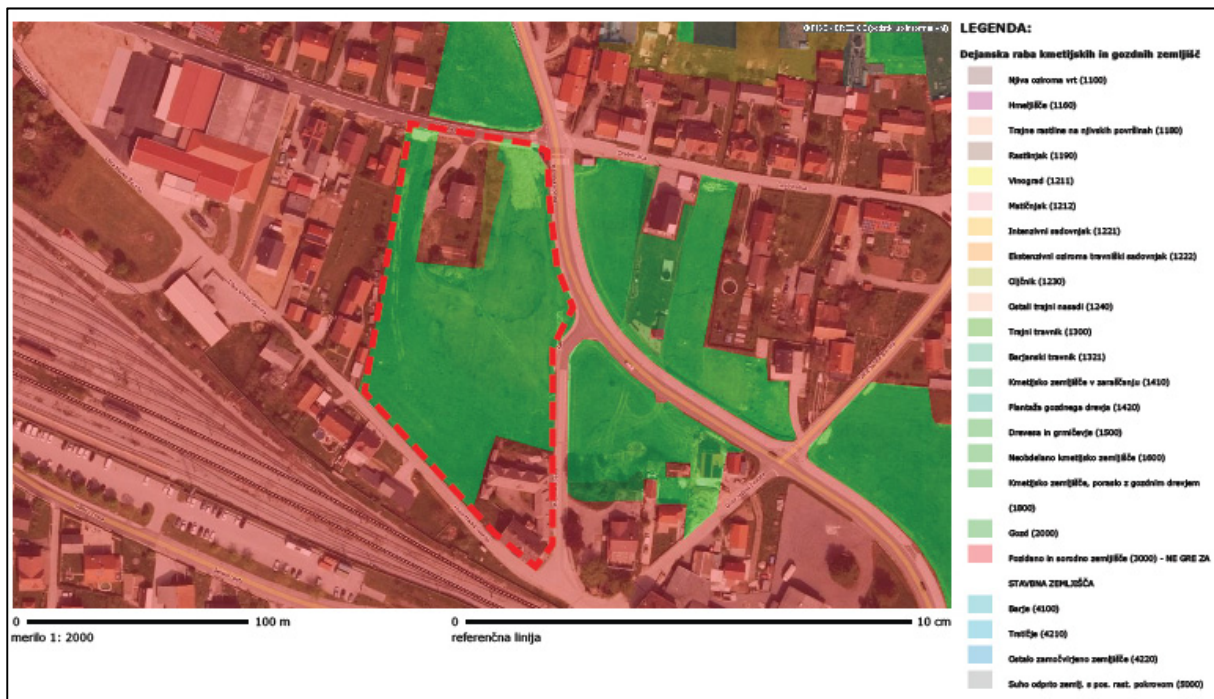 LEGENDA:
Dejanska raba kmetijskih in gozdnih zemljišč
Njiva oziroma vrt (1100)
Hmeljišče (1160)
Trajne rastline na njivskih površinah (1180)
Rastlinjak (1190)
Vinograd (1211)
Matičnjak (1212)
Intenzivni sadovnjak (1221)
Ekstenzivni oziroma travniški sadovnjak (1222)
Oljčnik (1230)
Ostali trajni nasadi (1240)
Trajni travnik (1300)
Barjanski travnik (1321)
Kmetijsko zemljišče v zaraščanju (1410)
Plantaža gozdnega drevja (1420)
Drevesa in grmičevje (1500)
Neobdelano kmetijsko zemljišče (1600)
Kmetijsko zemljišče, poraslo z gozdnim drevjem
(1800)
Gozd (2000)
Pozidano in sorodno zemljišče (3000) - NE GRE ZA
STAVBNA ZEMLJIŠČA
Barje (4100)
Trstičje (4210)
Ostalo zamočvirjeno zemljišče (4220)
Suho odprto zemlj. s pos. rast. pokrovom (5000)
0 100 m 0 10 cm
merilo 1: 2000 referenčna linija